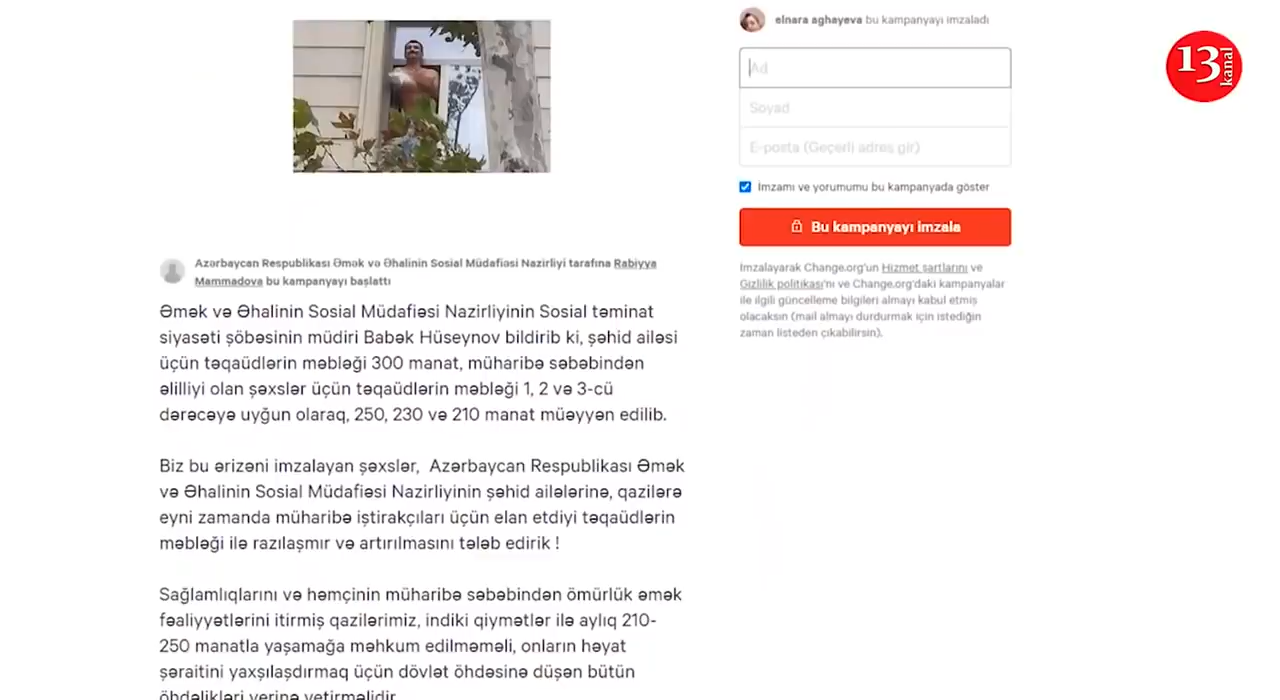 elnara aghayeva bu kampanyayı imzaladı
13 kanal
Ad
Soyad
E-posta (Geçerli adres gir)
İmzamı ve yorumumu bu kampanyada göster
Bu kampanyayı imzala
İmzalayarak Change.org'un Hizmet şartlarını ve
Gizlilik politikası'nı ve Change.org'daki kampanyalar
ile ilgili güncelleme bilgileri almayı kabul etmiş
olacaksın (mail almayı durdurmak için istediğin
zaman listeden çıkabilirsin).
Azərbaycan Respublikası Əmək və Əhalinin Sosial Müdafiəsi Nazirliyi tarafına Rabiyya
Mammadova bu kampanyayı başlattı
Əmək və Əhalinin Sosial Müdafiəsi Nazirliyinin Sosial təminat
siyasəti şöbəsinin müdiri Babək Hüseynov bildirib ki, şəhid ailəsi
üçün təqaüdlərin məbləği 300 manat, müharibə səbəbindən
əlilliyi olan şəxslər üçün təqaüdlərin məbləği 1, 2 və 3-cü
dərəcəyə uyğun olaraq, 250, 230 və 210 manat müəyyən edilib.
Biz bu ərizəni imzalayan şəxslər, Azərbaycan Respublikası Əmək
və Əhalinin Sosial Müdafiəsi Nazirliyinin şəhid ailələrinə, qazilərə
eyni zamanda müharibə iştirakçıları üçün elan etdiyi təqaüdlərin
məbləği ilə razılaşmır və artırılmasını tələb edirik !
Sağlamlıqlarını və həmçinin müharibə səbəbindən ömürlük əmək
fəaliyyətlərini itirmiş qazilərimiz, indiki qiymətlər ilə aylıq 210-
250 manatla yaşamağa məhkum edilməməli, onların həyat
şəraitini yaxşılaşdırmaq üçün dövlət öhdəsinə düşən bütün
öhdəlikləri yerinə yetirməlidir.